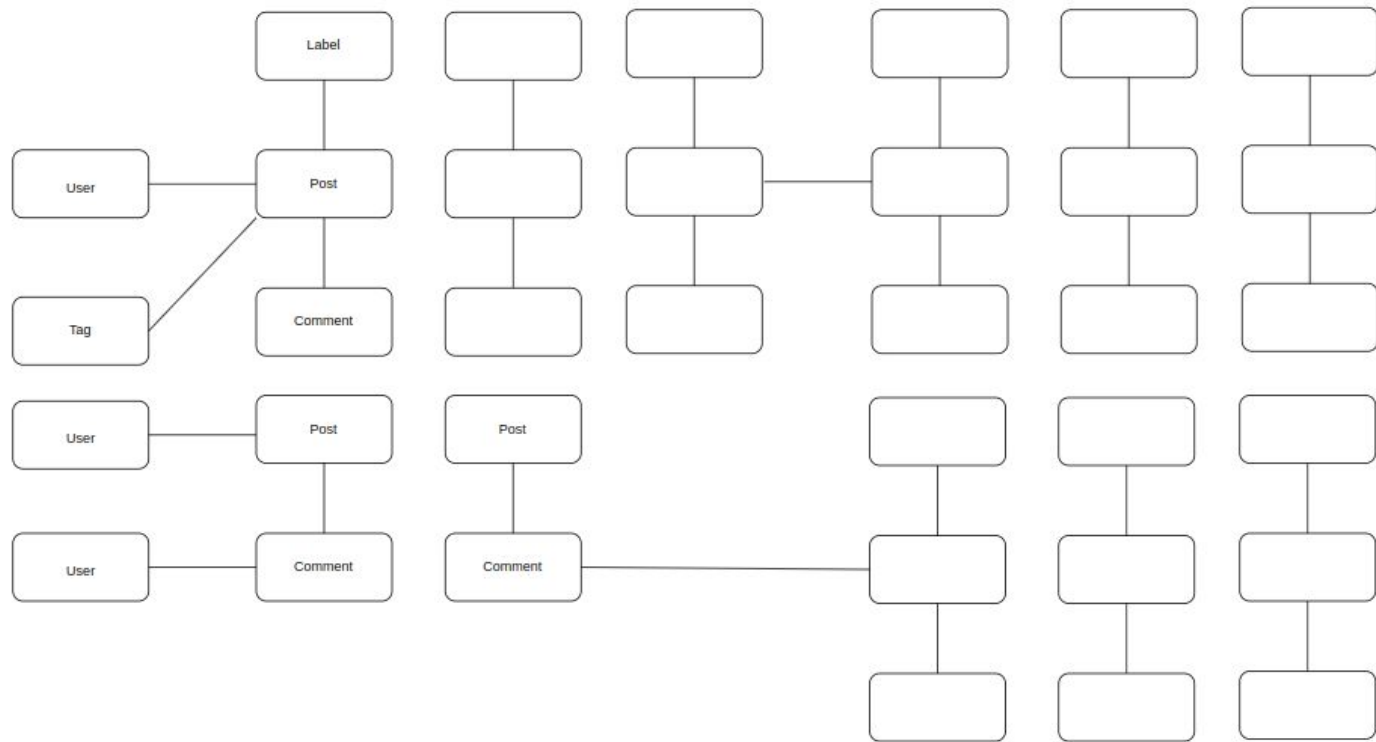 Label
User
Post
Tag
Comment
User
Post
Post
User
Comment
Comment